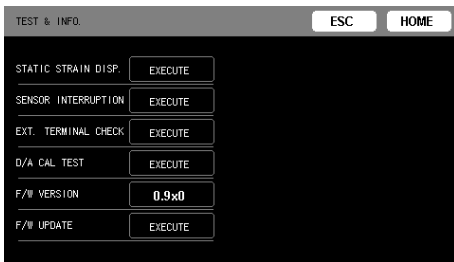 TEST & INFO. ESC HOME
STATIC STRAIN DISP. EXECUTE
SENSOR INTERRUPTION EXECUTE
EXT. TERMINAL CHECK EXECUTE
D/A CAL TEST EXECUTE
F/W VERSION 0.9x0
F/W UPDATE EXECUTE